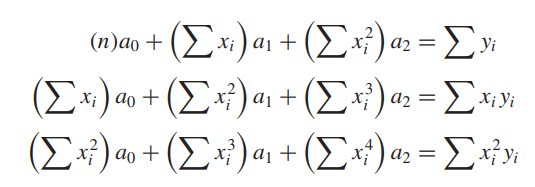 (n)a₀ + (∑ xᵢ) a₁ + (∑ xᵢ²) a₂ = ∑ yᵢ
(∑ xᵢ) a₀ + (∑ xᵢ²) a₁ + (∑ xᵢ³) a₂ = ∑ xᵢyᵢ
(∑ xᵢ²) a₀ + (∑ xᵢ³) a₁ + (∑ xᵢ⁴) a₂ = ∑ xᵢ²yᵢ